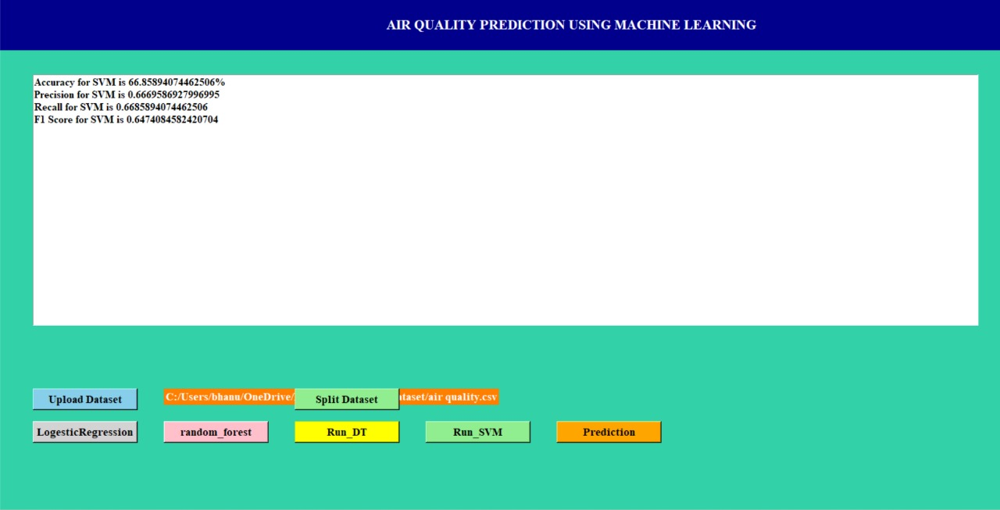 AIR QUALITY PREDICTION USING MACHINE LEARNING
Accuracy for SVM is 66.85894074462506%
Precision for SVM is 0.6669586927996995
Recall for SVM is 0.6685894074462506
F1 Score for SVM is 0.6474084582420704
Upload Dataset
C:/Users/bhanu/OneDrive/
Split Dataset
taset/air quality.csv
LogesticRegression
random_forest
Run_DT
Run_SVM
Prediction